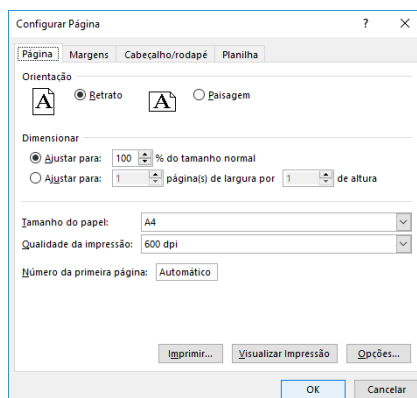 Configurar Página ? ×
Página Margens Cabeçalho/rodapé Planilha
Orientação
A Retrato A Paisagem
Dimensionar
Ajustar para: 100 % do tamanho normal
Ajustar para: 1 página(s) de largura por 1 de altura
Tamanho do papel: A4
Qualidade da impressão: 600 dpi
Número da primeira página: Automático
Imprimir... Visualizar Impressão Opções...
OK Cancelar